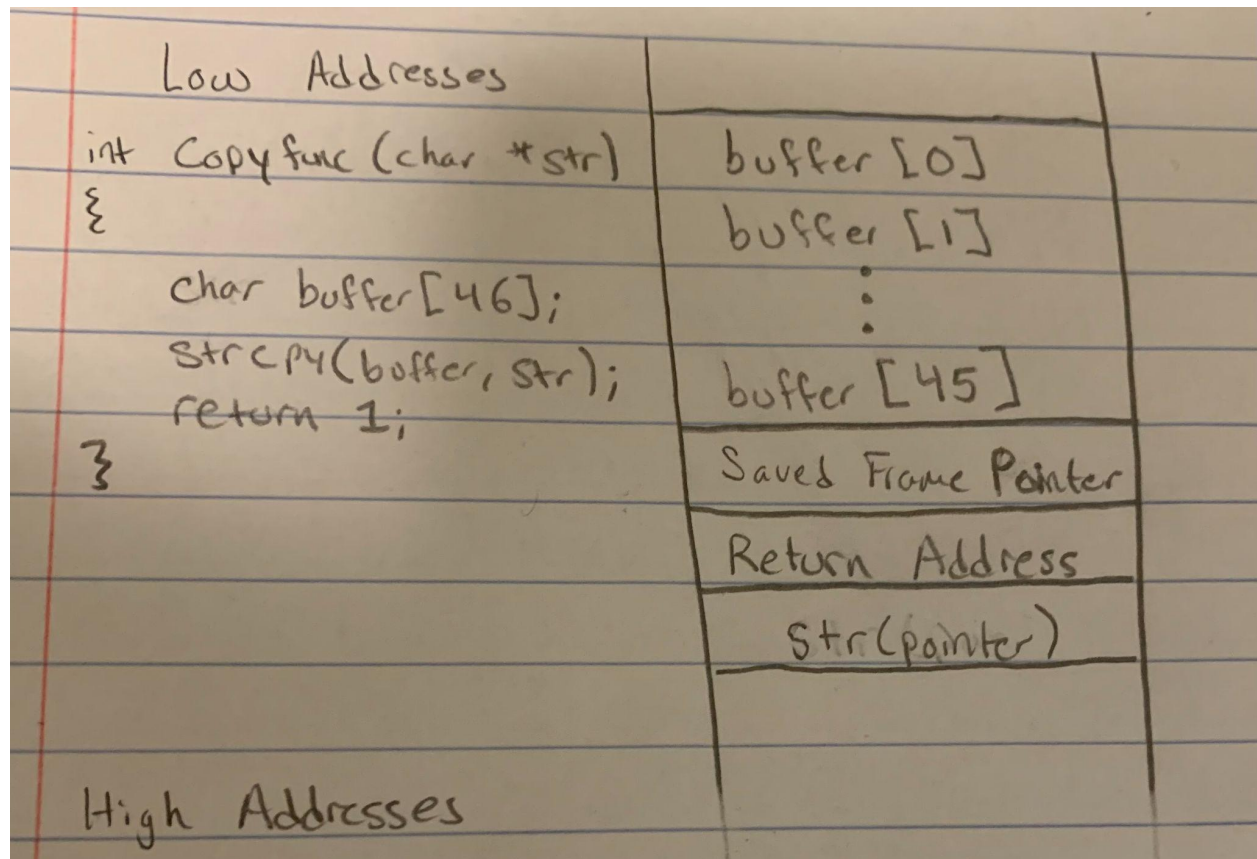 Low Addresses
int Copyfunc (char *str)
{
char buffer[46];
strcpy(buffer, str);
return 1;
}
High Addresses
buffer [0]
buffer [1]
⋮
buffer [45]
Saved Frame Pointer
Return Address
str(pointer)